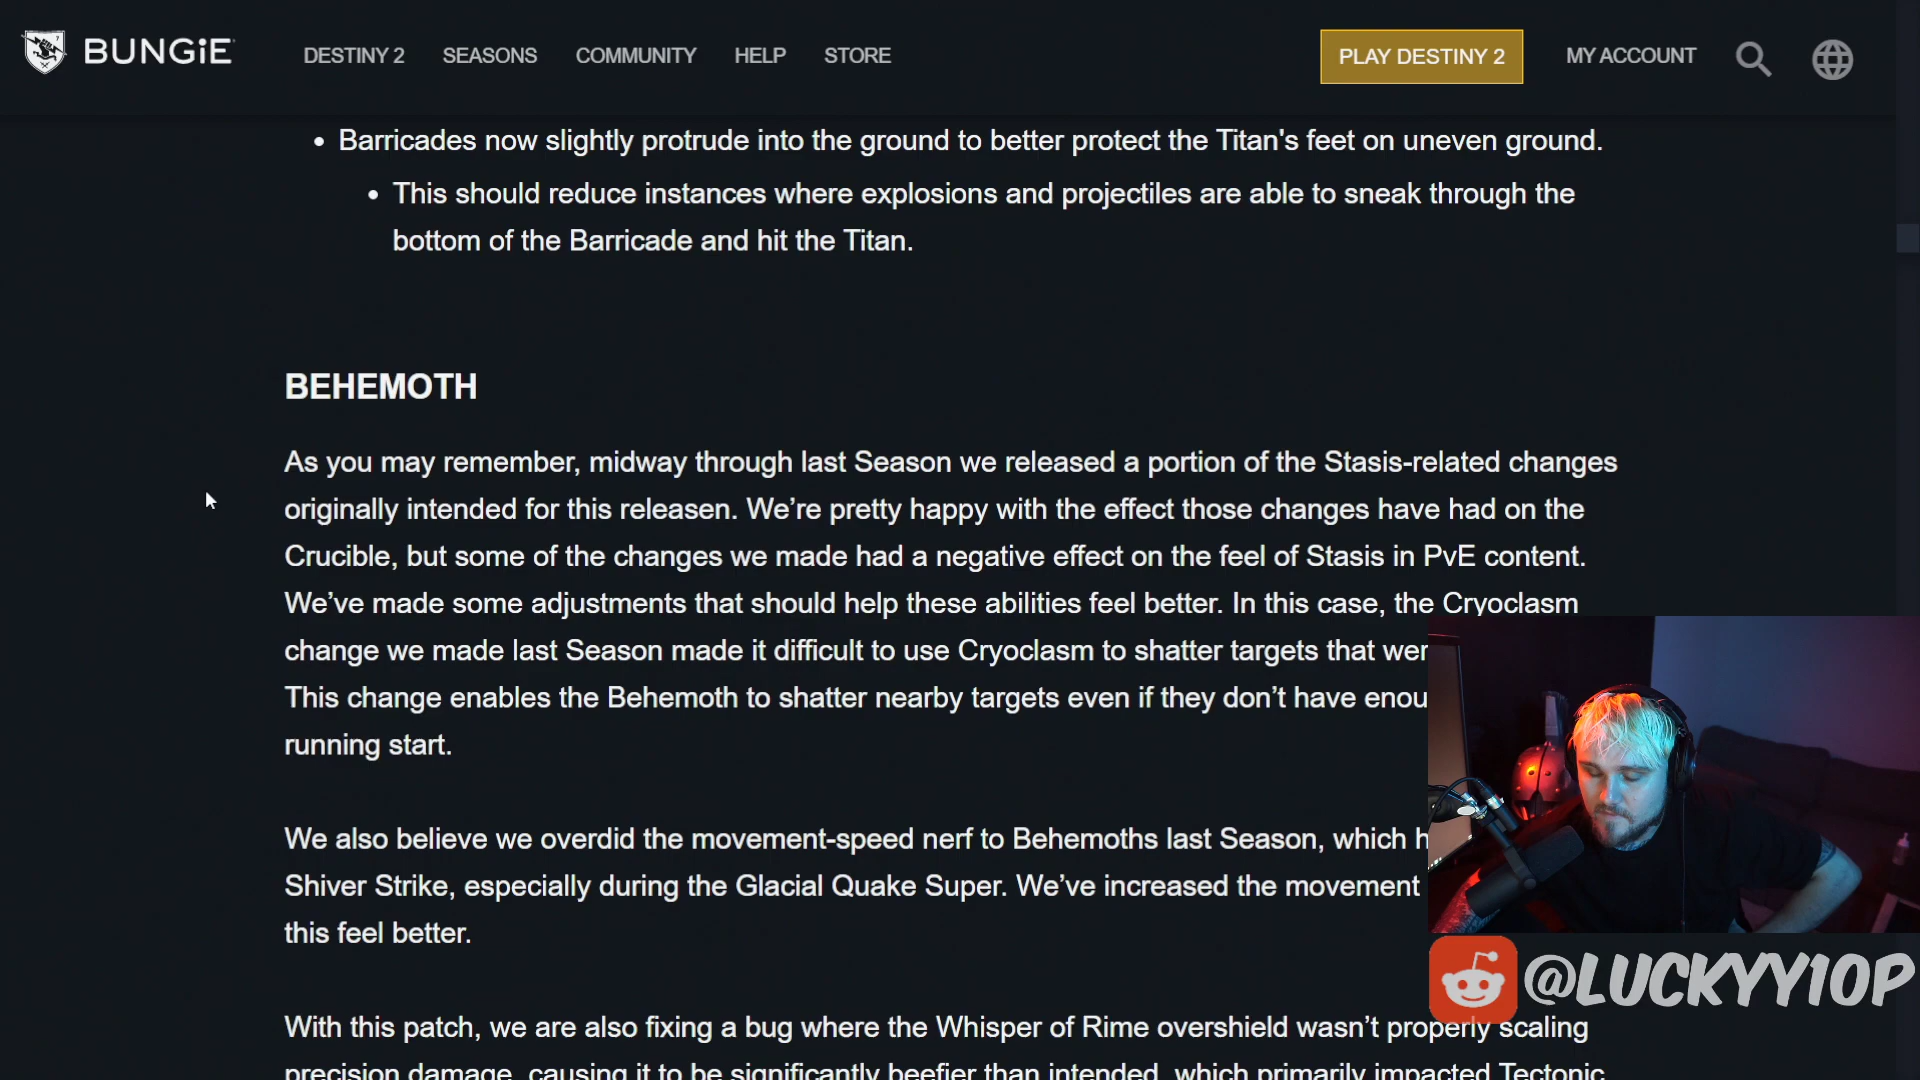 BUNGiE
DESTINY 2 SEASONS COMMUNITY HELP STORE
PLAY DESTINY 2 MY ACCOUNT
• Barricades now slightly protrude into the ground to better protect the Titan's feet on uneven ground.
• This should reduce instances where explosions and projectiles are able to sneak through the
bottom of the Barricade and hit the Titan.
BEHEMOTH
As you may remember, midway through last Season we released a portion of the Stasis-related changes
originally intended for this releasen. We’re pretty happy with the effect those changes have had on the
Crucible, but some of the changes we made had a negative effect on the feel of Stasis in PvE content.
We’ve made some adjustments that should help these abilities feel better. In this case, the Cryoclasm
change we made last Season made it difficult to use Cryoclasm to shatter targets that
This change enables the Behemoth to shatter nearby targets even if they don’t have
running start.
We also believe we overdid the movement-speed nerf to Behemoths last Season, which
Shiver Strike, especially during the Glacial Quake Super. We’ve increased the movement
this feel better.
With this patch, we are also fixing a bug where the Whisper of Rime overshield wasn’t properly scaling
precision damage, causing it to be significantly beefier than intended, which primarily impacted Tectonic
@LUCKYY10P